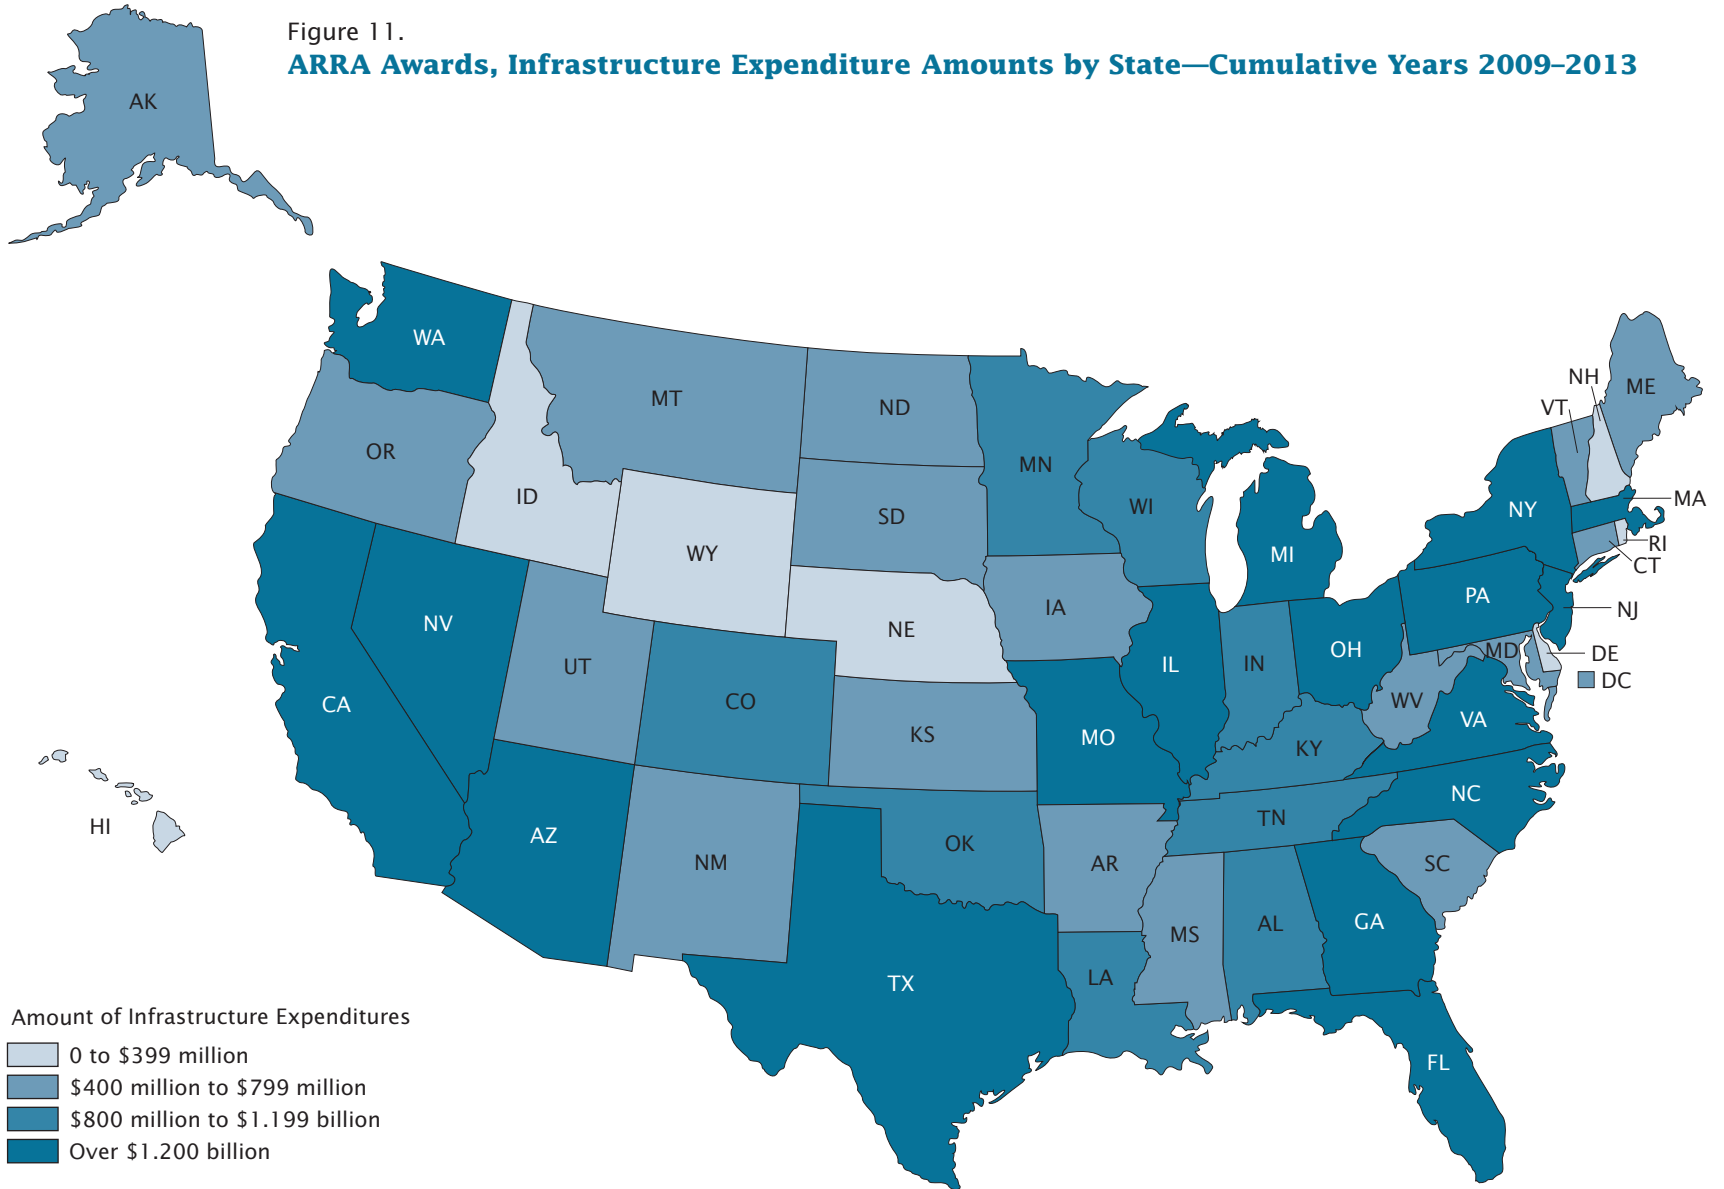 Figure 11.
ARRA Awards, Infrastructure Expenditure Amounts by State—Cumulative Years 2009–2013
AK
WA
NH
ME
VT
MT
ND
OR
MN
ID
MA
WI
NY
SD
RI
WY
MI
CT
PA
IA
NJ
NV
NE
OH
MD
DE
UT
IL
IN
DC
CO
WV
CA
VA
KS
MO
KY
NC
HI
TN
AZ
OK
NM
AR
SC
GA
AL
MS
LA
TX
Amount of Infrastructure Expenditures
0 to $399 million
FL
$400 million to $799 million
$800 million to $1.199 billion
Over $1.200 billion